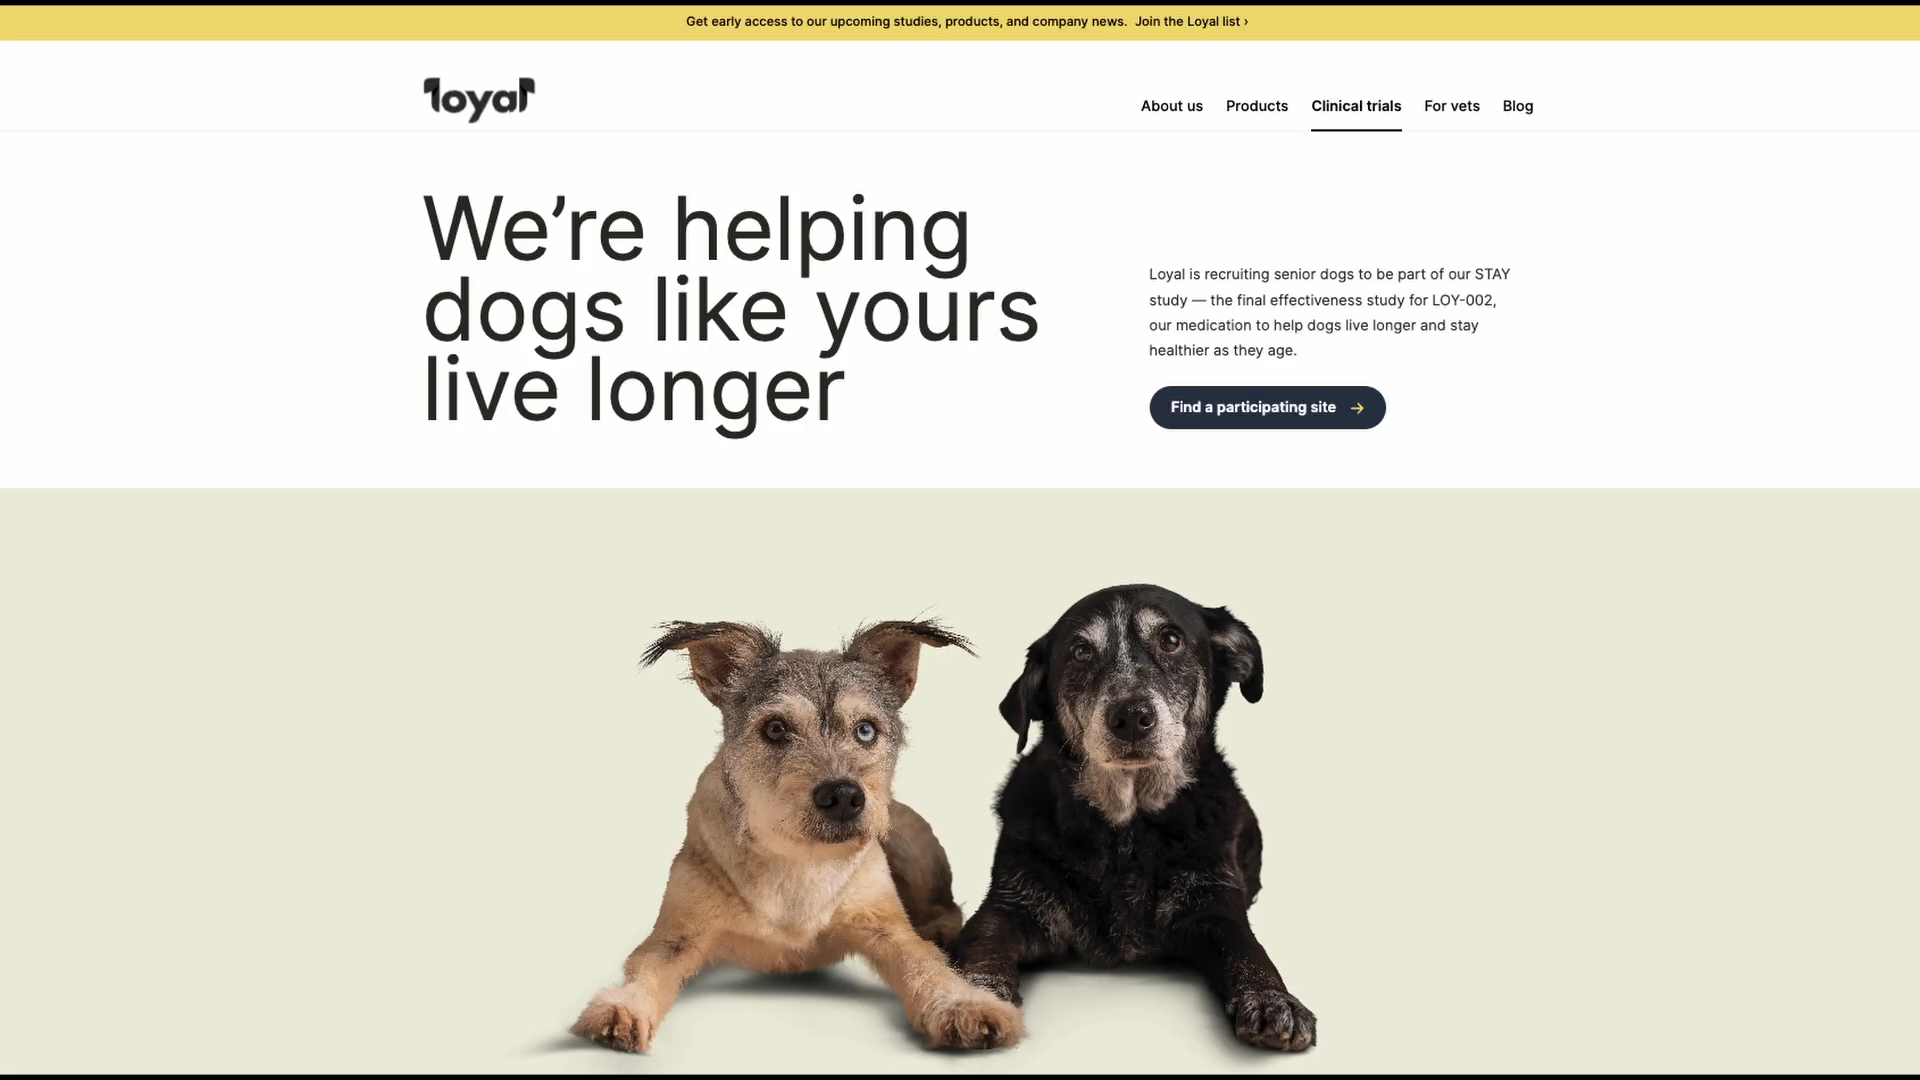 Get early access to our upcoming studies, products, and company news. Join the Loyal list ›
loyal
About us Products Clinical trials For vets Blog
We’re helping
dogs like yours
live longer
Loyal is recruiting senior dogs to be part of our STAY
study — the final effectiveness study for LOY-002,
our medication to help dogs live longer and stay
healthier as they age.
Find a participating site →